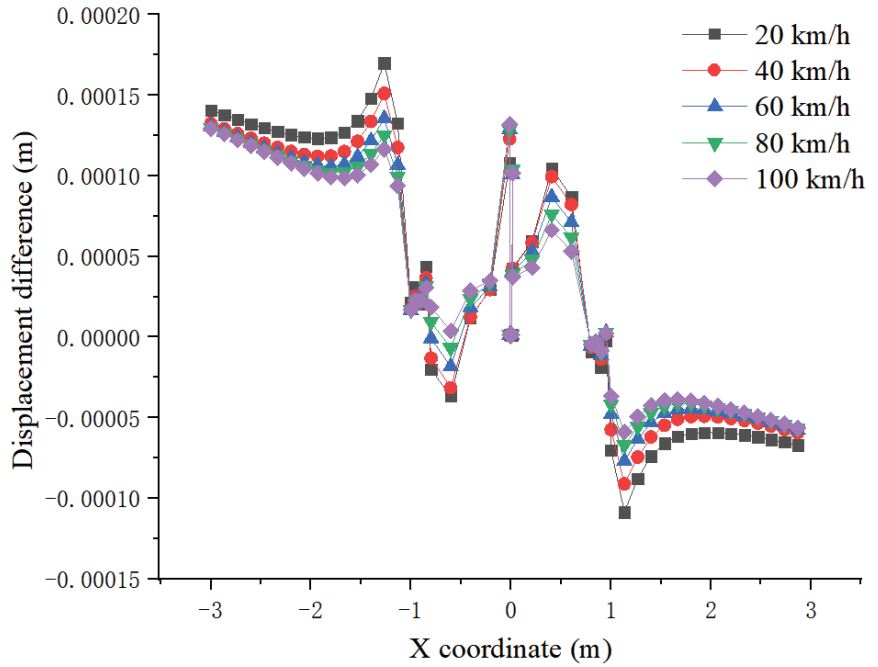 0.00020
0.00015
0.00010
0.00005
0.00000
−0.00005
−0.00010
−0.00015
Displacement difference (m)
−3
−2
−1
0
1
2
3
X coordinate (m)
20 km/h
40 km/h
60 km/h
80 km/h
100 km/h